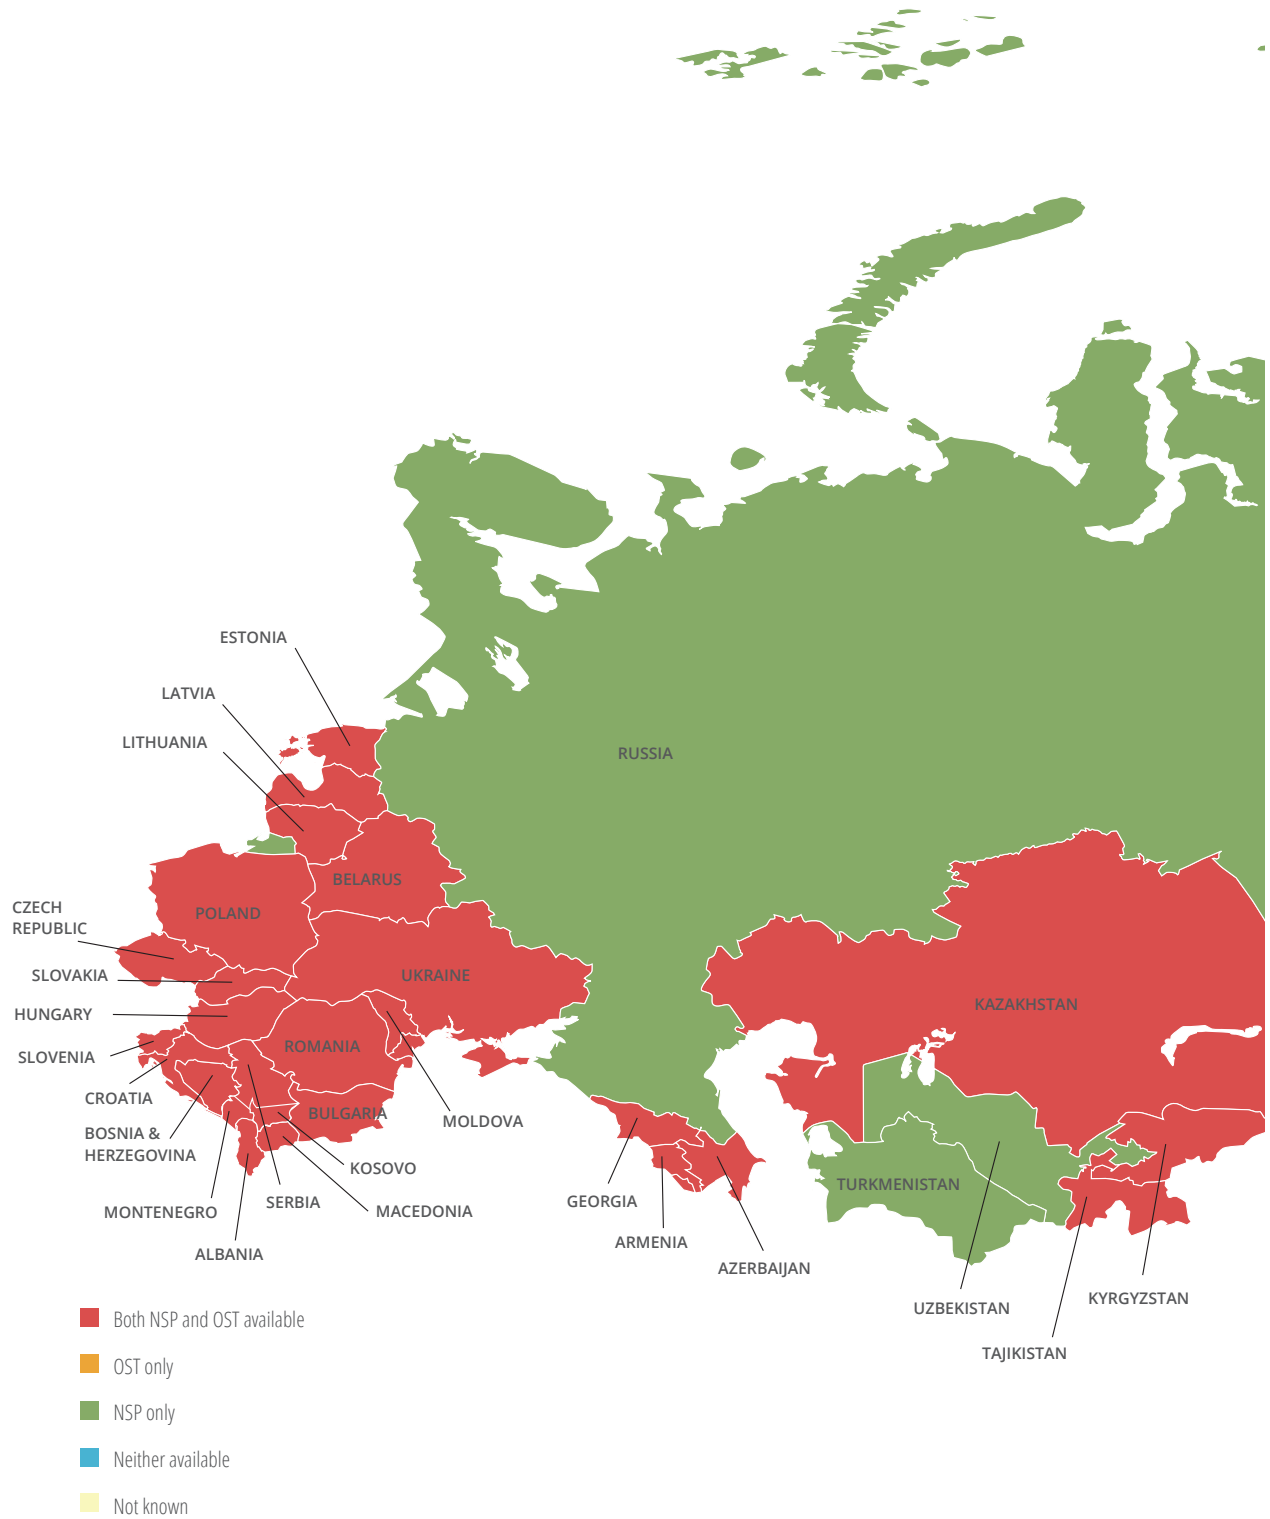 ESTONIA
LATVIA
LITHUANIA
RUSSIA
BELARUS
CZECH
REPUBLIC
POLAND
SLOVAKIA
UKRAINE
HUNGARY
KAZAKHSTAN
SLOVENIA
ROMANIA
CROATIA
BULGARIA
MOLDOVA
BOSNIA &
HERZEGOVINA
KOSOVO
TURKMENISTAN
MONTENEGRO
SERBIA
MACEDONIA
GEORGIA
ALBANIA
ARMENIA
AZERBAIJAN
UZBEKISTAN
KYRGYZSTAN
TAJIKISTAN
Both NSP and OST available
OST only
NSP only
Neither available
Not known